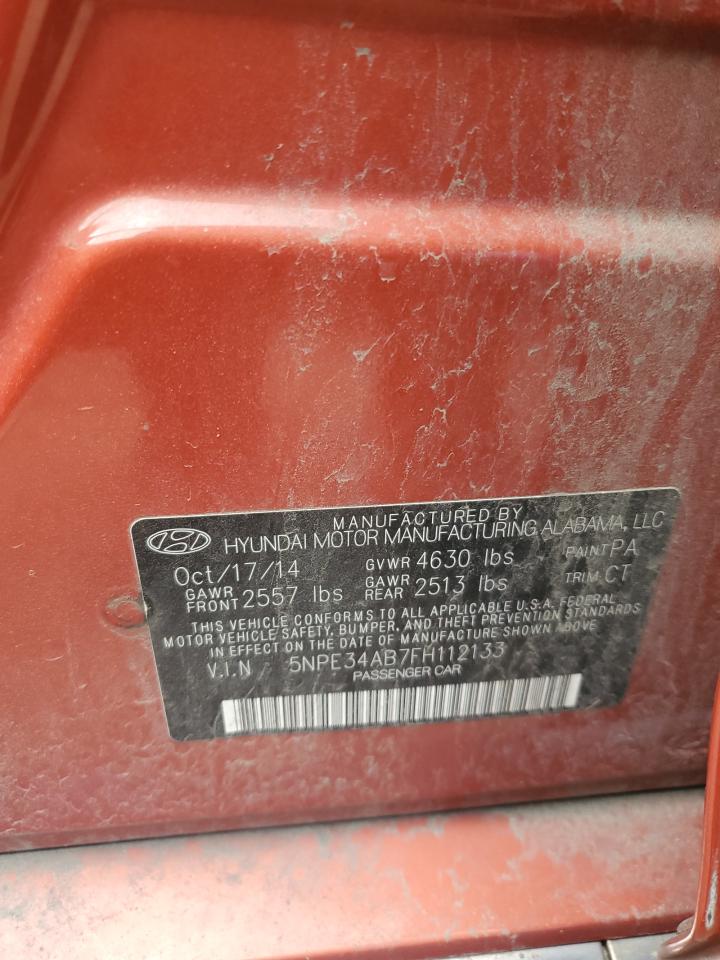 MANUFACTURED BY
HYUNDAI MOTOR MANUFACTURING ALABAMA, LLC
Oct/17/14 GVWR 4630 lbs PAINT PA
GAWR FRONT 2557 lbs GAWR REAR 2513 lbs TRIM CT
THIS VEHICLE CONFORMS TO ALL APPLICABLE U.S.A. FEDERAL
MOTOR VEHICLE SAFETY, BUMPER, AND THEFT PREVENTION STANDARDS
IN EFFECT ON THE DATE OF MANUFACTURE SHOWN ABOVE
V.I.N 5NPE34AB7FH112133
PASSENGER CAR